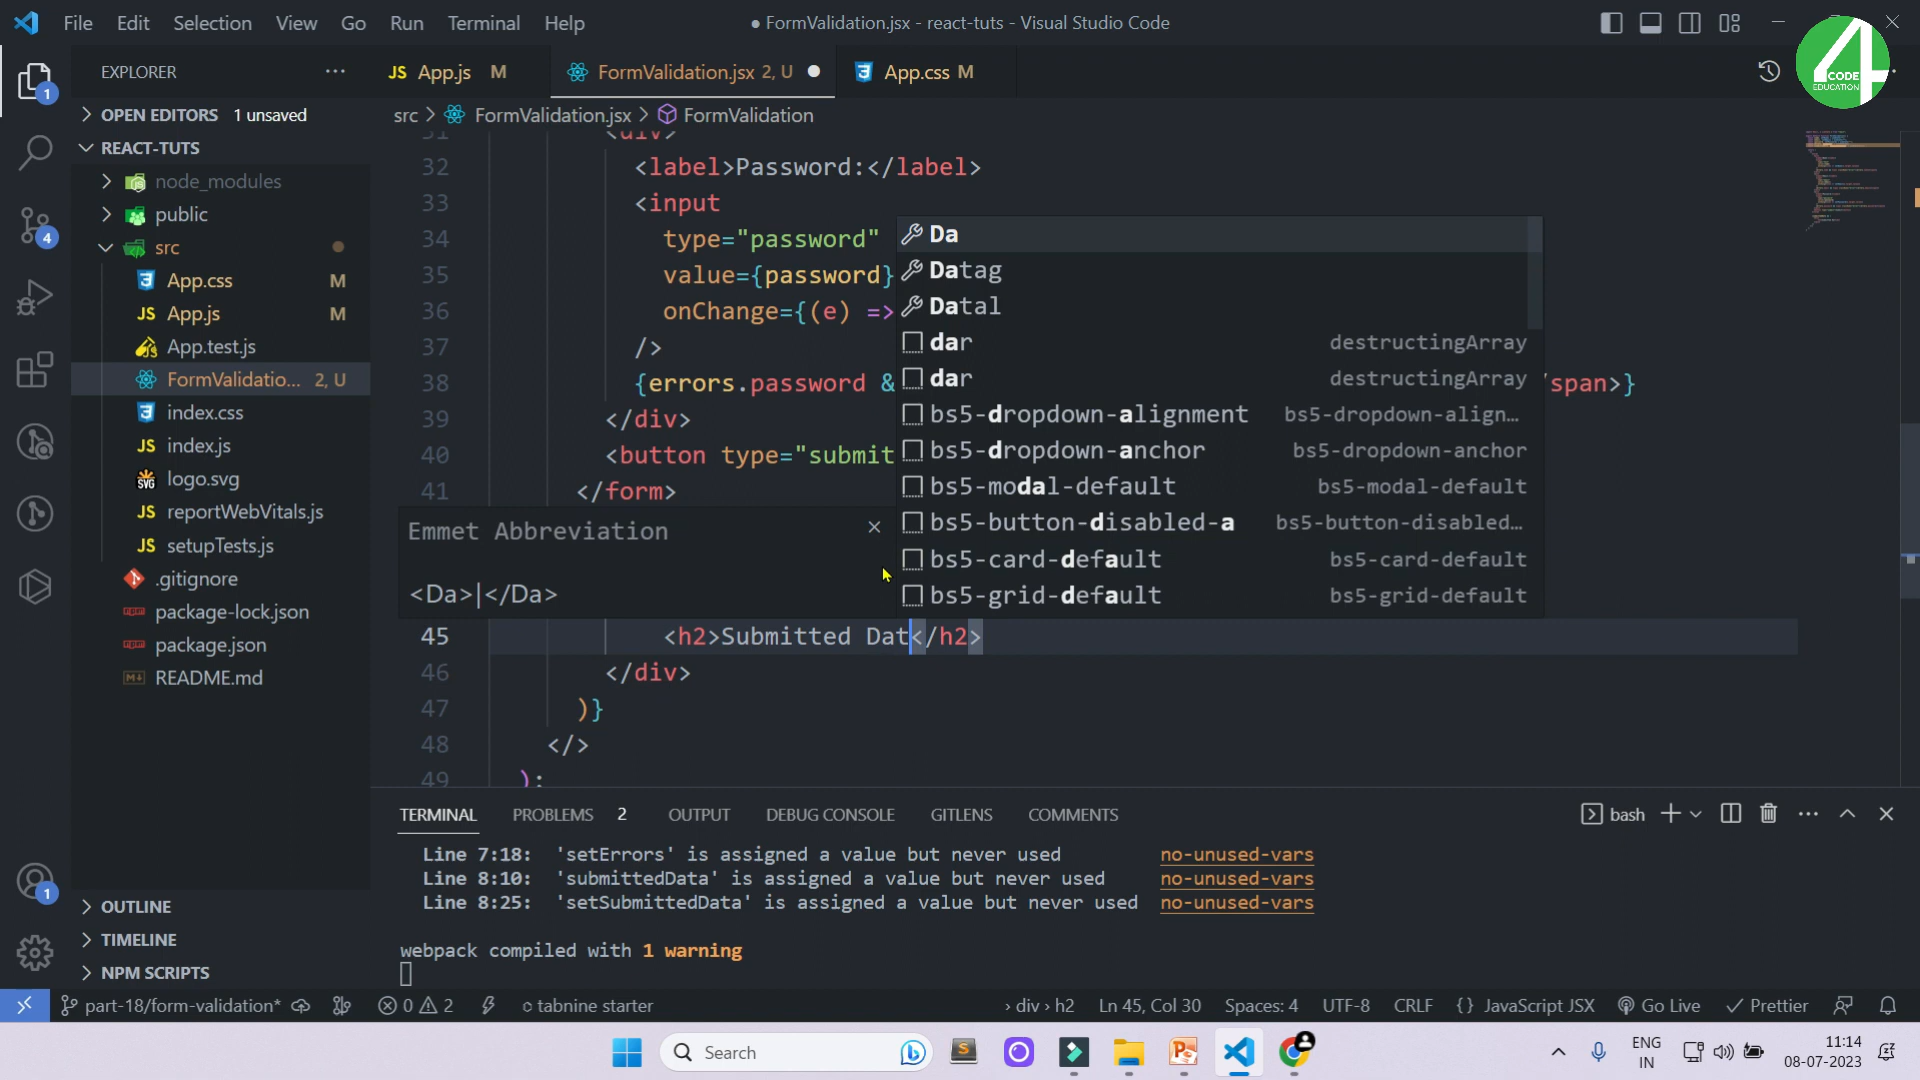 File Edit Selection View Go Run Terminal Help
● FormValidation.jsx - react-tuts - Visual Studio Code
4 CODE EDUCATION
EXPLORER
JS App.js M
FormValidation.jsx 2, U ●
App.css M
OPEN EDITORS 1 unsaved
src > FormValidation.jsx > FormValidation
REACT-TUTS
node_modules
public
src
App.css M
JS App.js M
App.test.js
FormValidatio... 2, U
index.css
JS index.js
SVG logo.svg
JS reportWebVitals.js
JS setupTests.js
.gitignore
package-lock.json
package.json
README.md
OUTLINE
TIMELINE
NPM SCRIPTS
1
4
1
31 <div>
32 <label>Password:</label>
33 <input
34 type="password"
35 value={password}
36 onChange={(e) =>
37 />
38 {errors.password & span>}
39 </div>
40 <button type="submit
41 </form>
Emmet Abbreviation ×
<Da>|</Da>
45 <h2>Submitted Dat</h2>
46 </div>
47 )}
48 </>
49 );
Da
Datag
Datal
dar destructingArray
dar destructingArray
bs5-dropdown-alignment bs5-dropdown-align…
bs5-dropdown-anchor bs5-dropdown-anchor
bs5-modal-default bs5-modal-default
bs5-button-disabled-a bs5-button-disabled…
bs5-card-default bs5-card-default
bs5-grid-default bs5-grid-default
TERMINAL PROBLEMS 2 OUTPUT DEBUG CONSOLE GITLENS COMMENTS
bash
Line 7:18: 'setErrors' is assigned a value but never used no-unused-vars
Line 8:10: 'submittedData' is assigned a value but never used no-unused-vars
Line 8:25: 'setSubmittedData' is assigned a value but never used no-unused-vars
webpack compiled with 1 warning
part-18/form-validation* 0 2 tabnine starter
› div › h2 Ln 45, Col 30 Spaces: 4 UTF-8 CRLF {} JavaScript JSX Go Live Prettier
Search
ENG
IN
11:14
08-07-2023